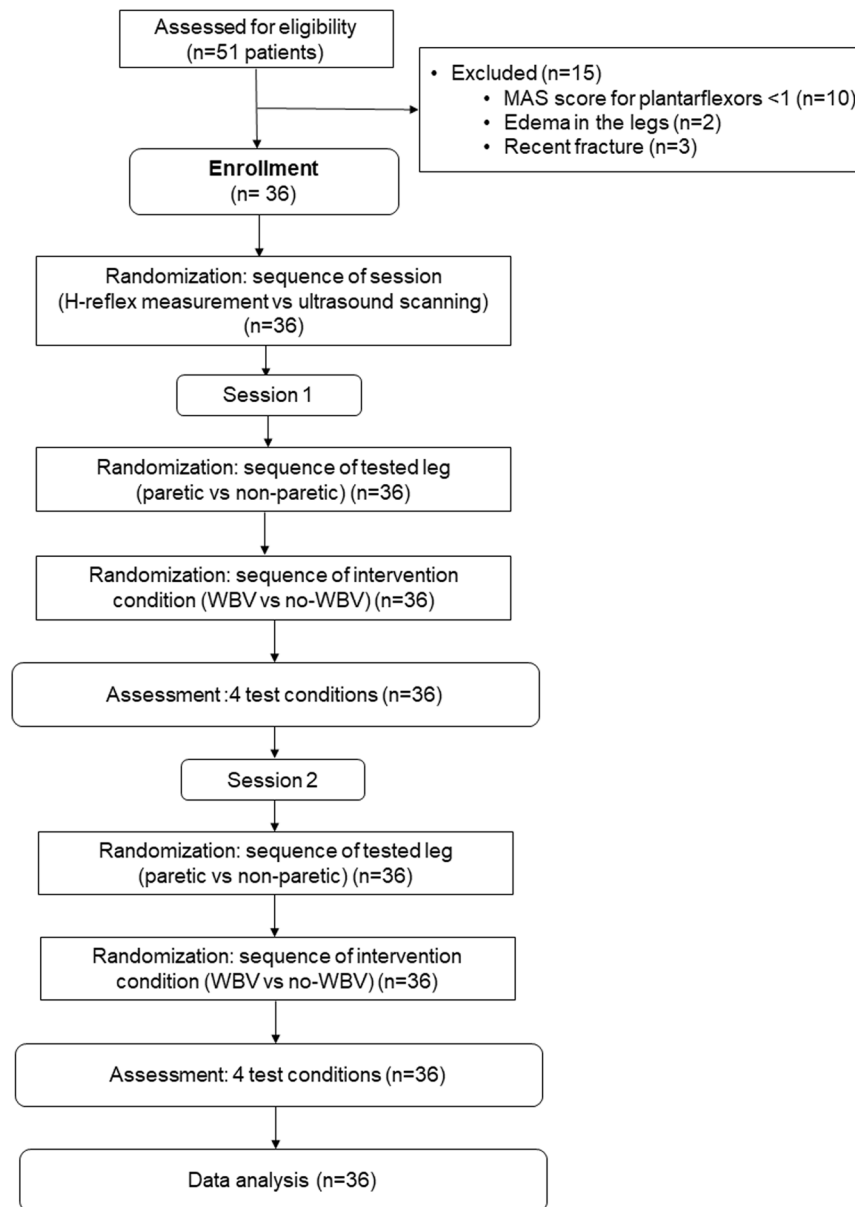 Assessed for eligibility
(n=51 patients)
• Excluded (n=15)
• MAS score for plantarflexors <1 (n=10)
• Edema in the legs (n=2)
• Recent fracture (n=3)
Enrollment
(n= 36)
Randomization: sequence of session
(H-reflex measurement vs ultrasound scanning)
(n=36)
Session 1
Randomization: sequence of tested leg
(paretic vs non-paretic) (n=36)
Randomization: sequence of intervention
condition (WBV vs no-WBV) (n=36)
Assessment :4 test conditions (n=36)
Session 2
Randomization: sequence of tested leg
(paretic vs non-paretic) (n=36)
Randomization: sequence of intervention
condition (WBV vs no-WBV) (n=36)
Assessment: 4 test conditions (n=36)
Data analysis (n=36)